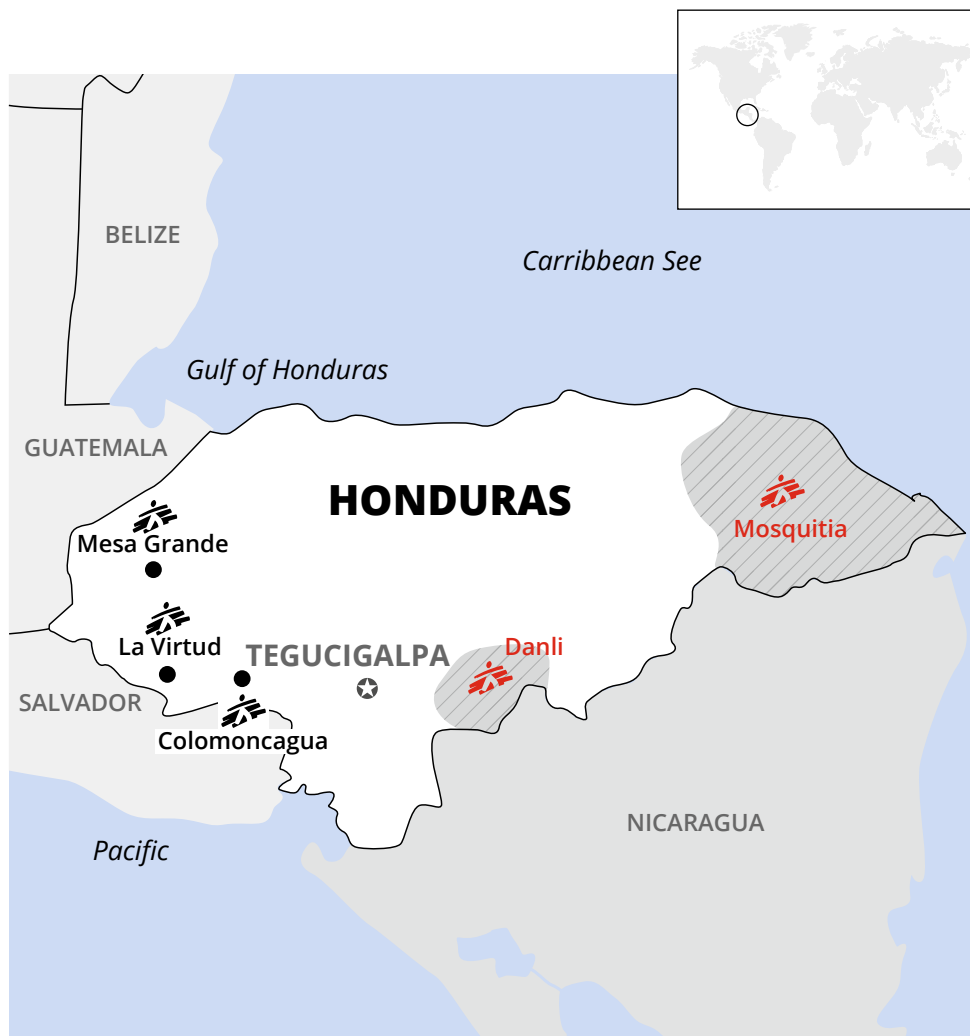 BELIZE
Carribbean See
Gulf of Honduras
GUATEMALA
HONDURAS
Mosquitia
Mesa Grande
La Virtud
TEGUCIGALPA
Danli
SALVADOR
Colomoncagua
NICARAGUA
Pacific